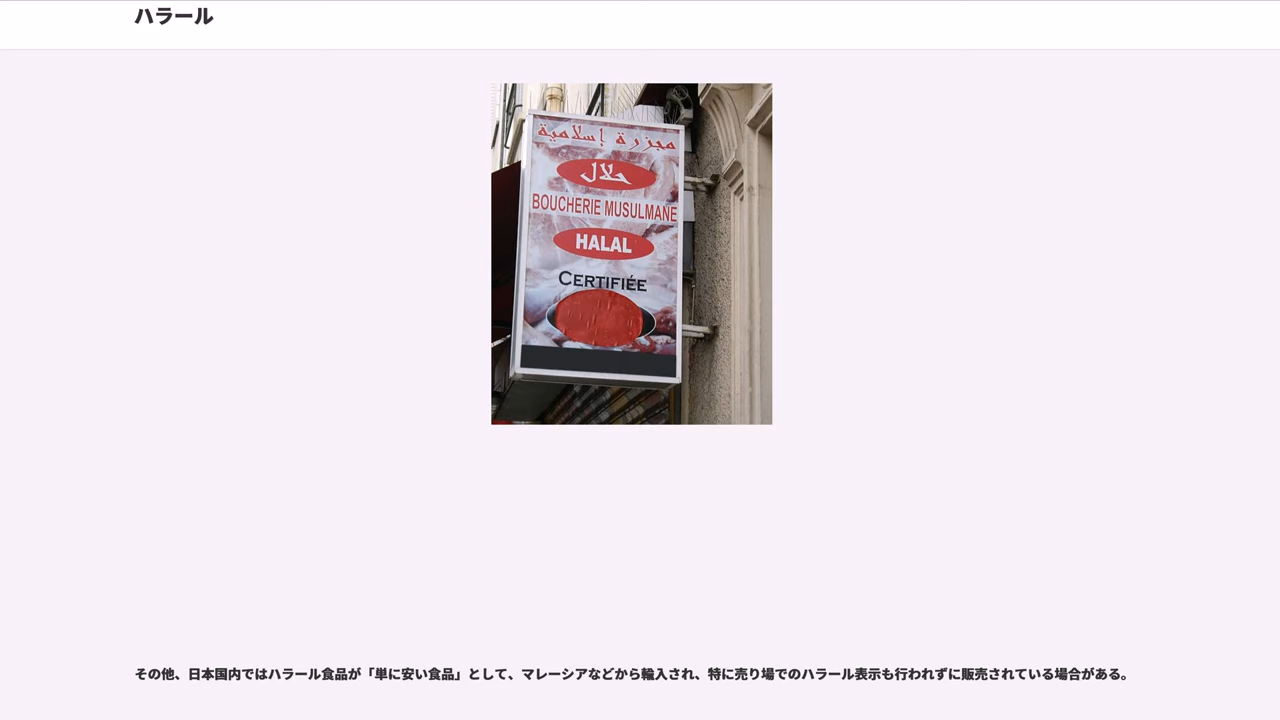 ハラール
مجزرة إسلامية
حلال
BOUCHERIE MUSULMANE
HALAL
CERTIFIÉE
その他、日本国内ではハラール食品が「単に安い食品」として、マレーシアなどから輸入され、特に売り場でのハラール表示も行われずに販売されている場合がある。